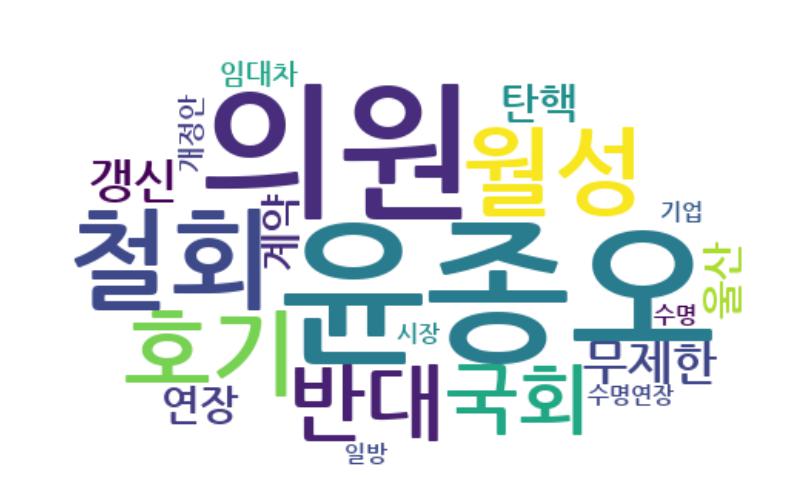 임대차
탄핵
개정안
의원
월성
갱신
계약
철회
기업
윤종오
울산
수명
호기
시장
무제한
반대
국회
연장
수명연장
일방